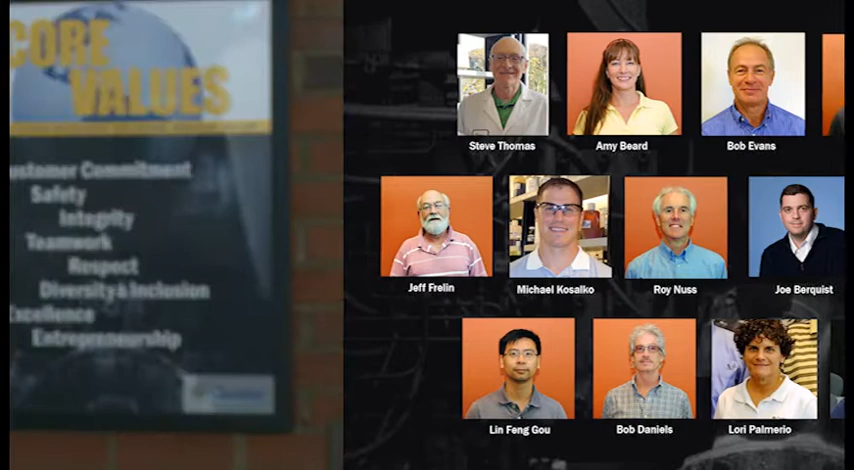 CORE
VALUES
Customer Commitment
Safety
Integrity
Teamwork
Respect
Diversity & Inclusion
Excellence
Entrepreneurship
Steve Thomas
Amy Beard
Bob Evans
Jeff Frelin
Michael Kosalko
Roy Nuss
Joe Berquist
Lin Feng Gou
Bob Daniels
Lori Palmerio